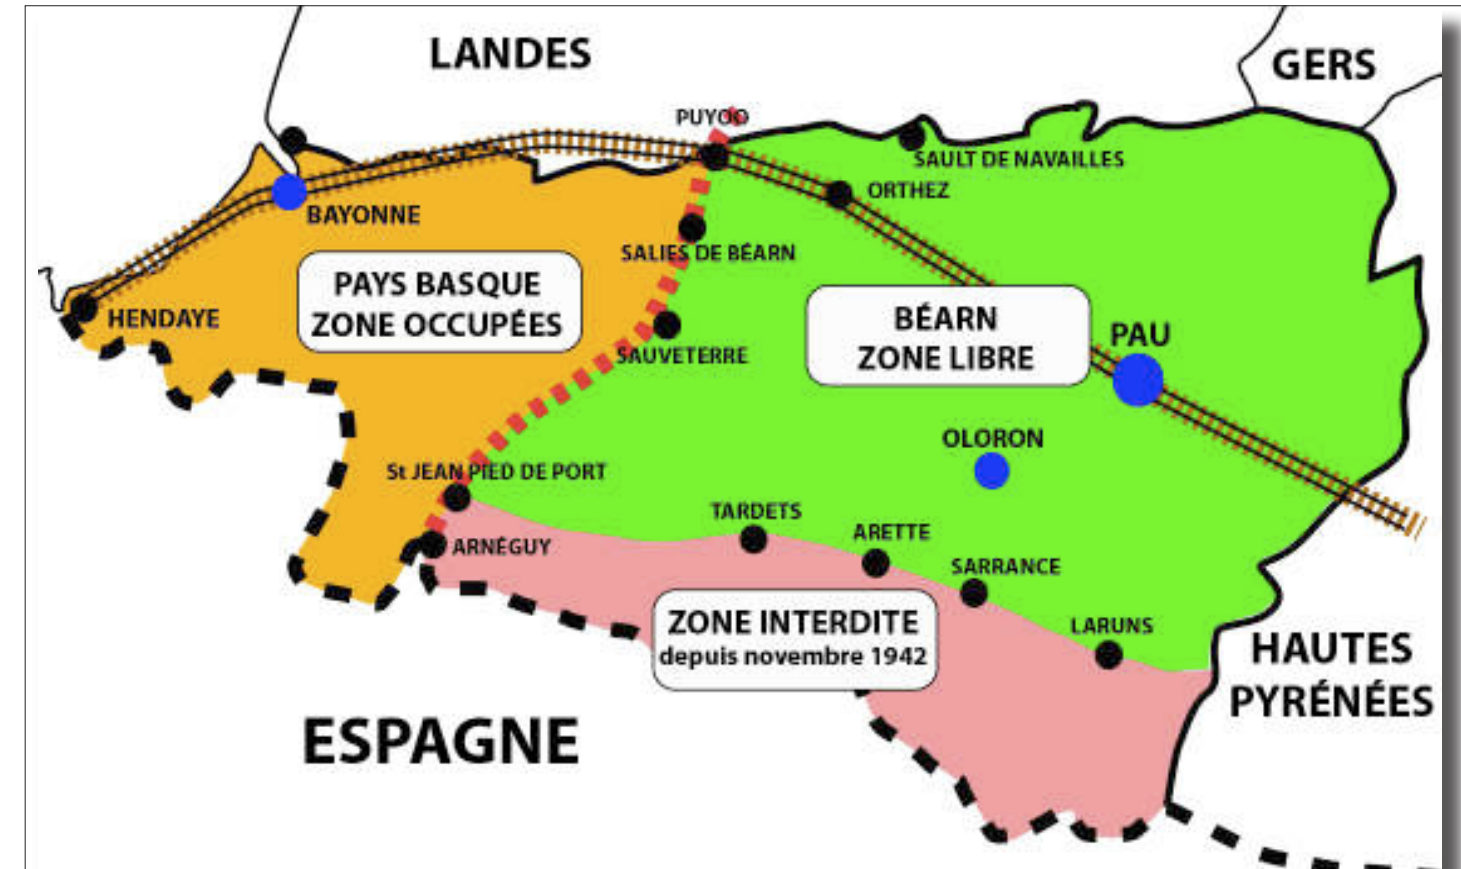 LANDES
GERS
PUYOO
SAULT DE NAVAILLES
ORTHEZ
BAYONNE
SALIES DE BÉARN
PAYS BASQUE
ZONE OCCUPÉES
HENDAYE
BÉARN
ZONE LIBRE
PAU
SAUVETERRE
OLORON
St JEAN PIED DE PORT
TARDETS
ARETTE
ARNÉGUY
SARRANCE
ZONE INTERDITE
depuis novembre 1942
LARUNS
HAUTES
PYRÉNÉES
ESPAGNE